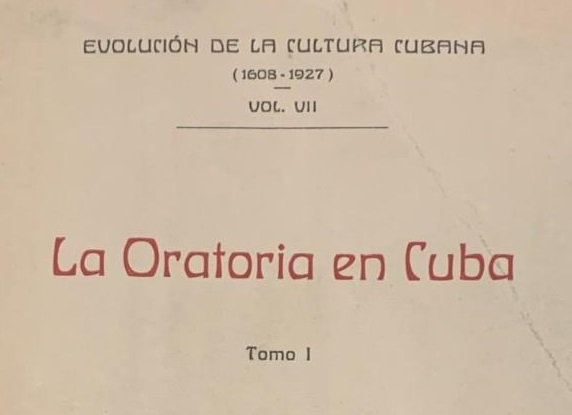 EVOLUCIÓN DE LA CULTURA CUBANA
(1608-1927)
VOL. VII
La Oratoria en Cuba
Tomo I